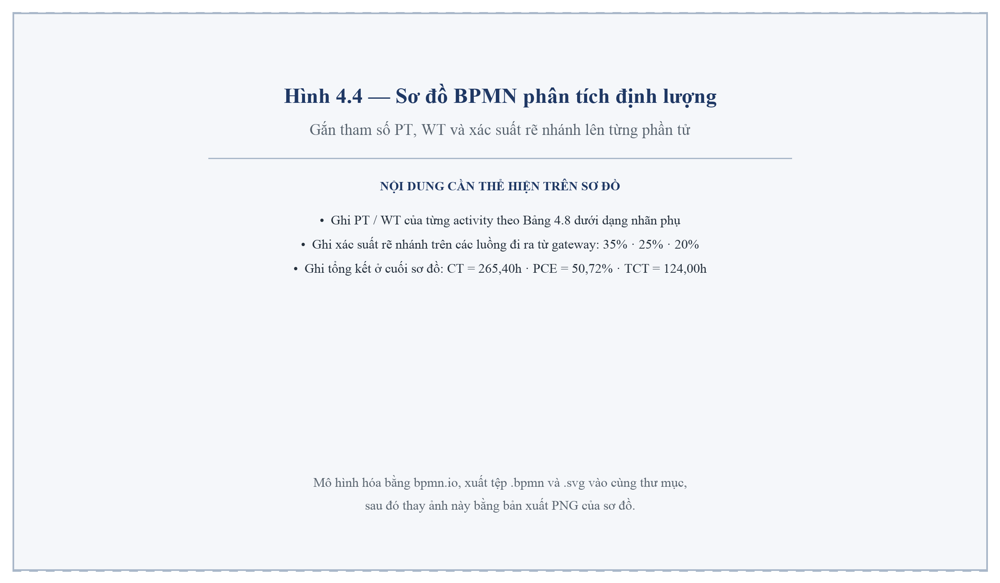 Hình 4.4 — Sơ đồ BPMN phân tích định lượng
Gắn tham số PT, WT và xác suất rẽ nhánh lên từng phần tử
NỘI DUNG CẦN THỂ HIỆN TRÊN SƠ ĐỒ
• Ghi PT / WT của từng activity theo Bảng 4.8 dưới dạng nhãn phụ
• Ghi xác suất rẽ nhánh trên các luồng đi ra từ gateway: 35% · 25% · 20%
• Ghi tổng kết ở cuối sơ đồ: CT = 265,40h · PCE = 50,72% · TCT = 124,00h
Mô hình hóa bằng bpmn.io, xuất tệp .bpmn và .svg vào cùng thư mục,
sau đó thay ảnh này bằng bản xuất PNG của sơ đồ.